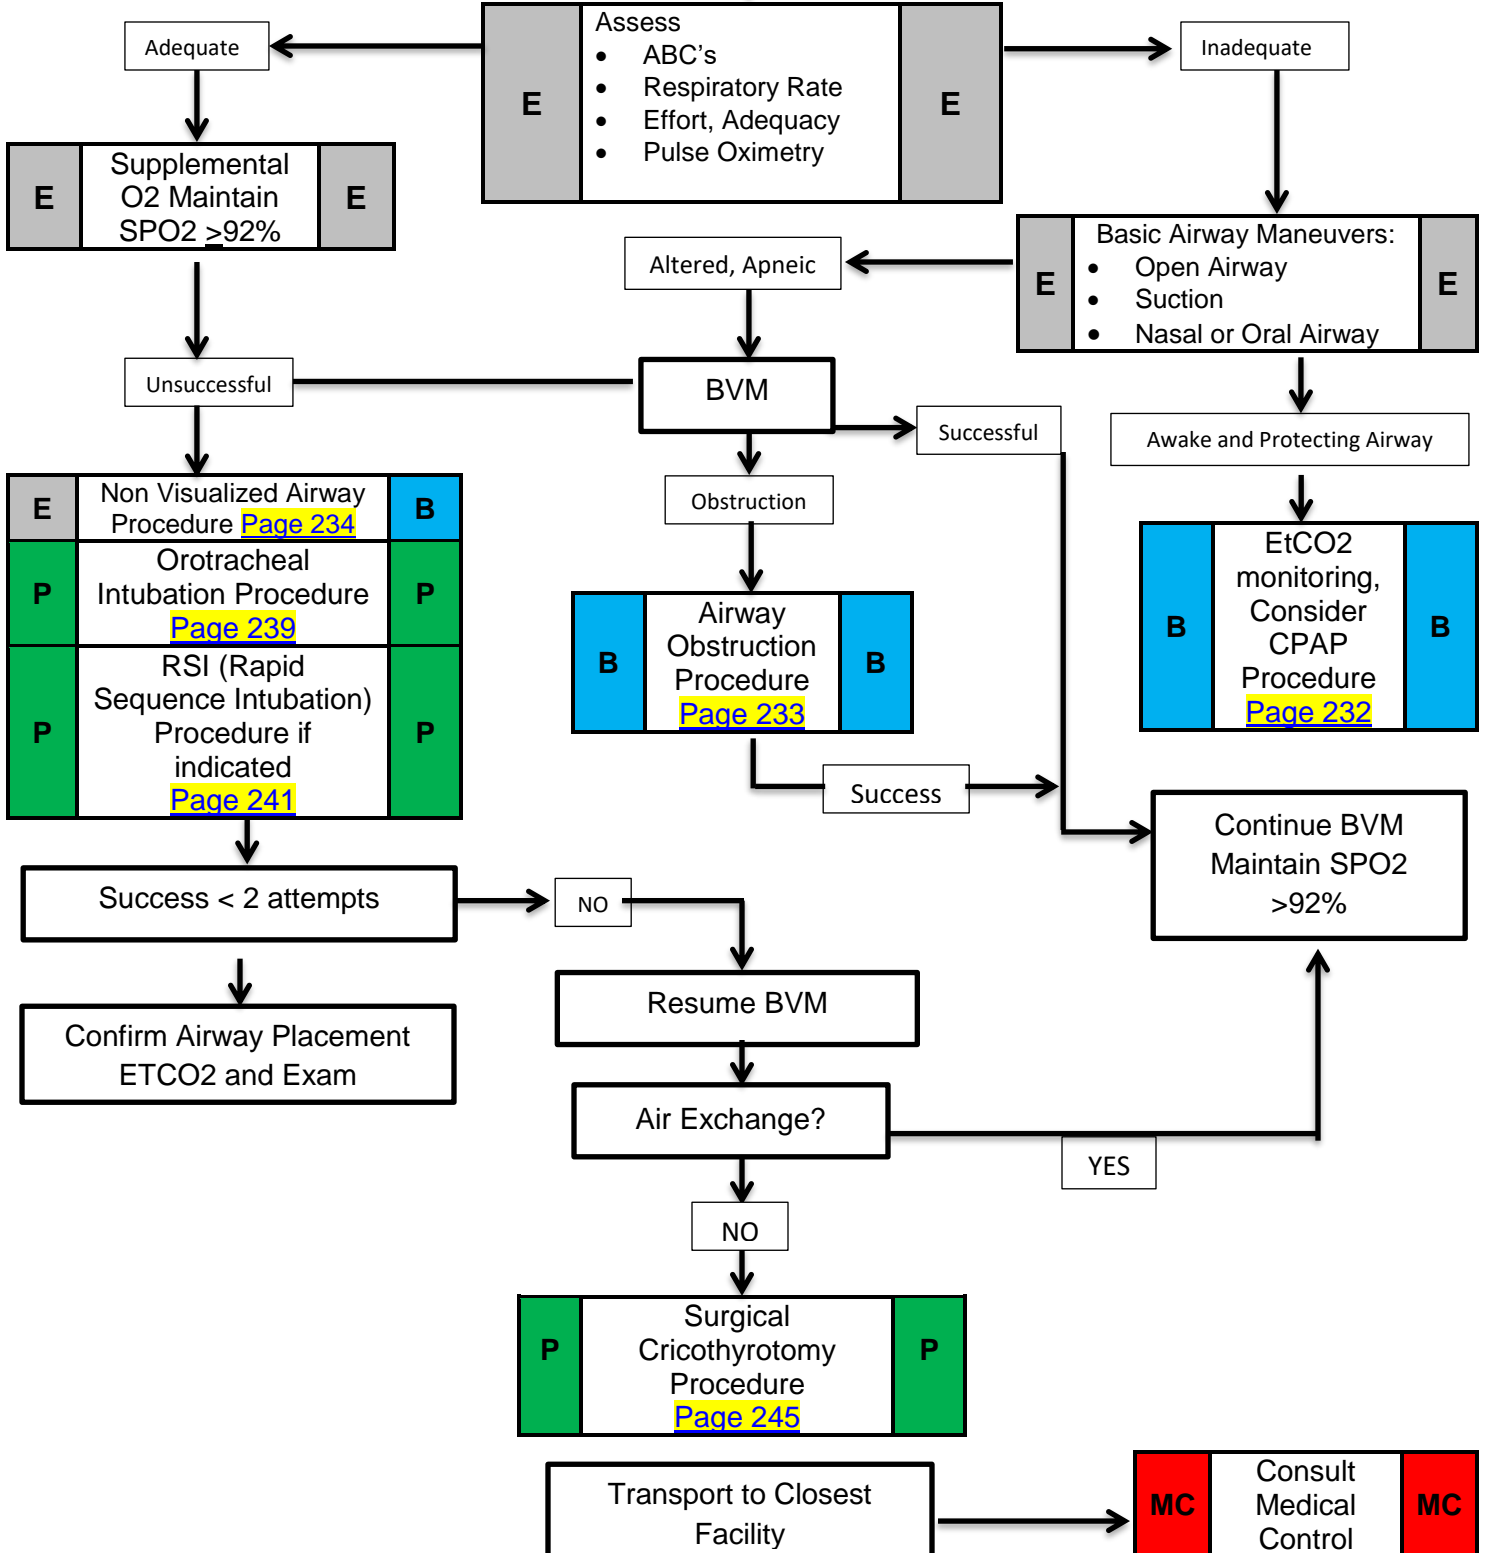 Assess
• ABC's
• Respiratory Rate
• Effort, Adequacy
• Pulse Oximetry
E
E
Adequate
Inadequate
E
Supplemental
O2 Maintain
SPO2 >92%
E
Altered, Apneic
E
Basic Airway Maneuvers:
• Open Airway
• Suction
• Nasal or Oral Airway
E
Unsuccessful
BVM
Successful
Awake and Protecting Airway
Obstruction
E
Non Visualized Airway
Procedure Page 234
B
P
Orotracheal
Intubation Procedure
Page 239
P
P
RSI (Rapid
Sequence Intubation)
Procedure if
indicated
Page 241
P
B
Airway
Obstruction
Procedure
Page 233
B
B
EtCO2
monitoring,
Consider
CPAP
Procedure
Page 232
B
Success
Continue BVM
Maintain SPO2
>92%
Success < 2 attempts
NO
Resume BVM
Confirm Airway Placement
ETCO2 and Exam
Air Exchange?
YES
NO
P
Surgical
Cricothyrotomy
Procedure
Page 245
P
Transport to Closest
Facility
MC
Consult
Medical
Control
MC